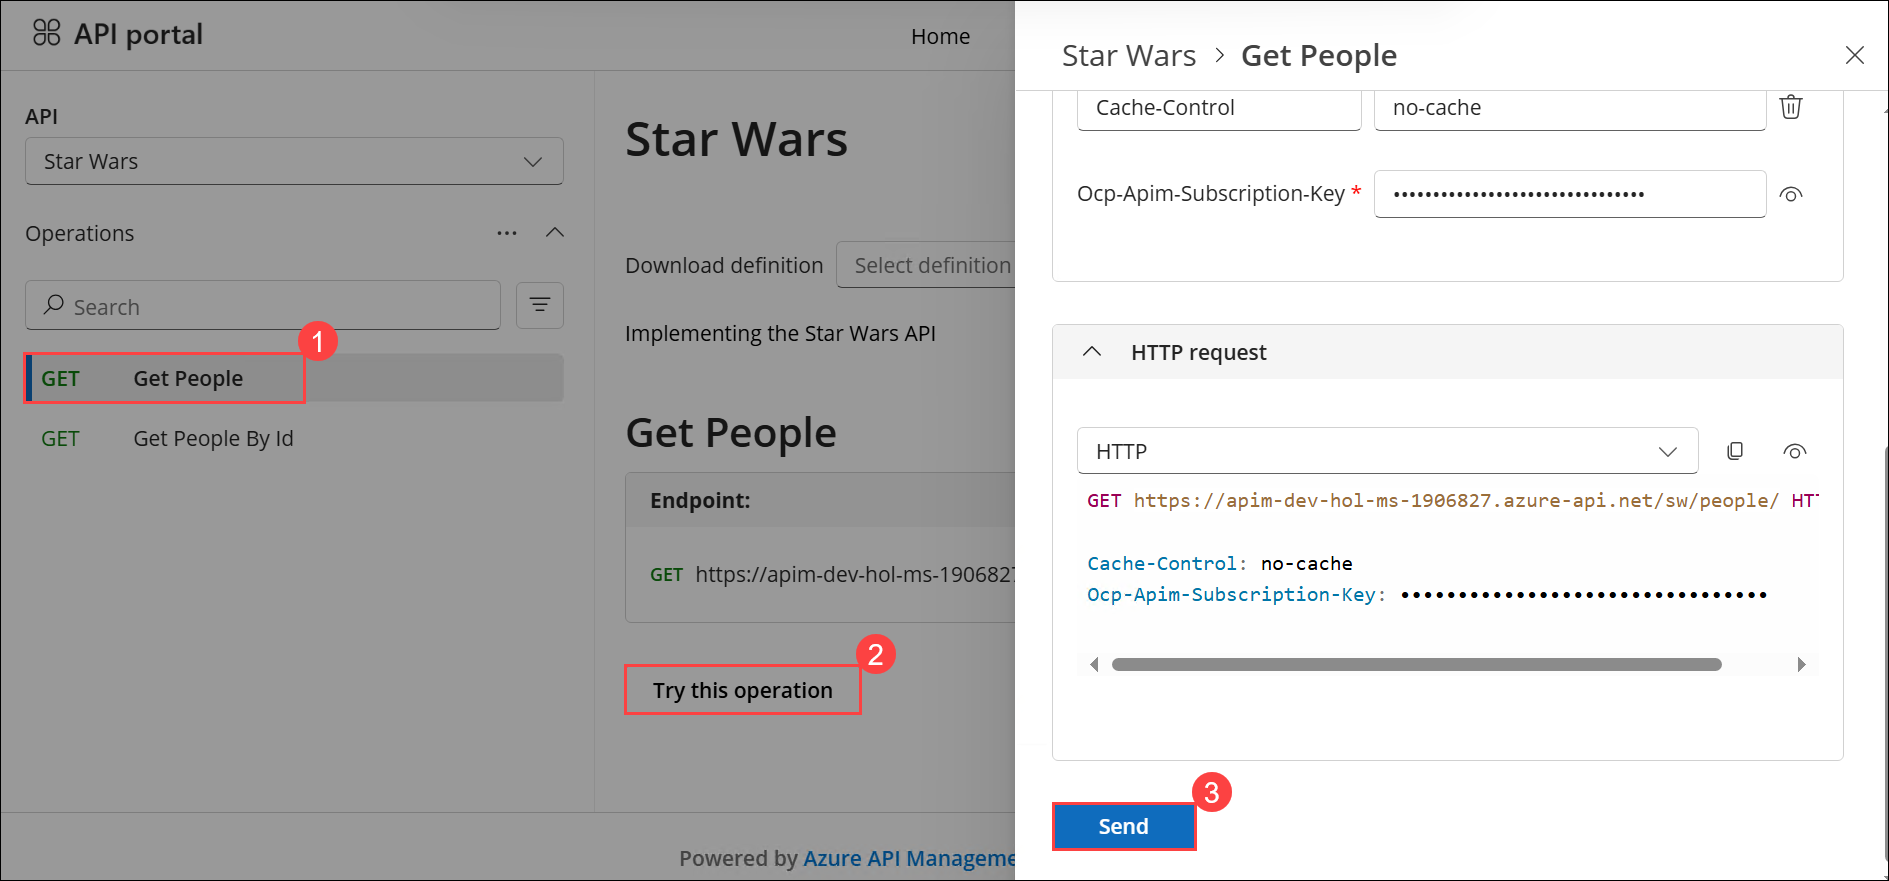 API portal
Home
API
Star Wars
Operations
Search
1
GET Get People
GET Get People By Id
Star Wars
Download definition Select definition
Implementing the Star Wars API
Get People
Endpoint:
GET https://apim-dev-hol-ms-1906827
2
Try this operation
Powered by Azure API Manageme
Star Wars > Get People
Cache-Control no-cache
Ocp-Apim-Subscription-Key * ••••••••••••••••••••••••••••••••
HTTP request
HTTP
GET https://apim-dev-hol-ms-1906827.azure-api.net/sw/people/ HT
Cache-Control: no-cache
Ocp-Apim-Subscription-Key: ••••••••••••••••••••••••••••••••
3
Send